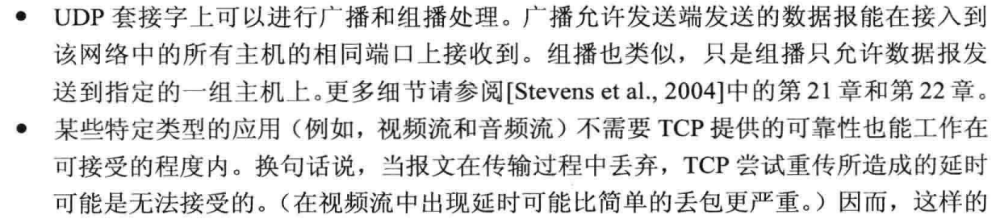 • UDP 套接字上可以进行广播和组播处理。广播允许发送端发送的数据报能在接入到
该网络中的所有主机的相同端口上接收到。组播也类似，只是组播只允许数据报发
送到指定的一组主机上。更多细节请参阅[Stevens et al., 2004]中的第 21 章和第 22 章。
• 某些特定类型的应用（例如，视频流和音频流）不需要 TCP 提供的可靠性也能工作在
可接受的程度内。换句话说，当报文在传输过程中丢弃，TCP 尝试重传所造成的延时
可能是无法接受的。（在视频流中出现延时可能比简单的丢包更严重。）因而，这样的